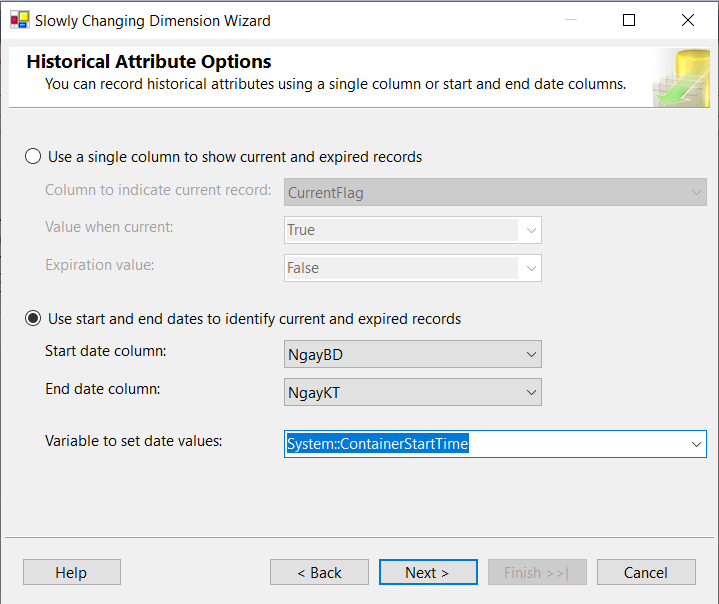 Slowly Changing Dimension Wizard
Historical Attribute Options
You can record historical attributes using a single column or start and end date columns.
Use a single column to show current and expired records
Column to indicate current record: CurrentFlag
Value when current: True
Expiration value: False
Use start and end dates to identify current and expired records
Start date column: NgayBD
End date column: NgayKT
Variable to set date values: System::ContainerStartTime
Help < Back Next > Finish >>| Cancel